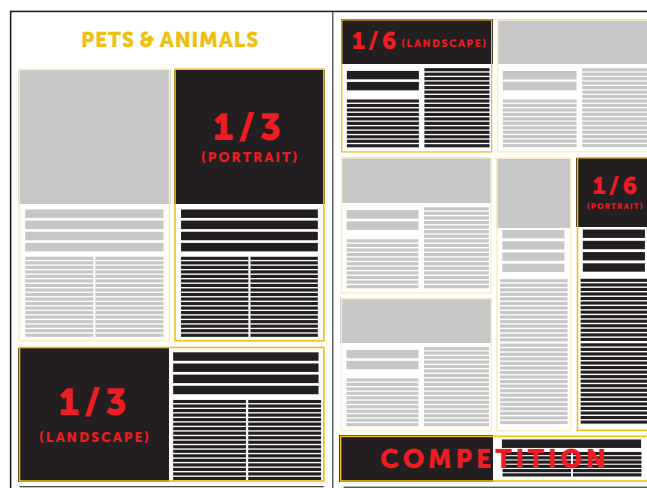 PETS & ANIMALS
1/3
(PORTRAIT)
1/3
(LANDSCAPE)
1/6 (LANDSCAPE)
1/6
(PORTRAIT)
COMPETITION